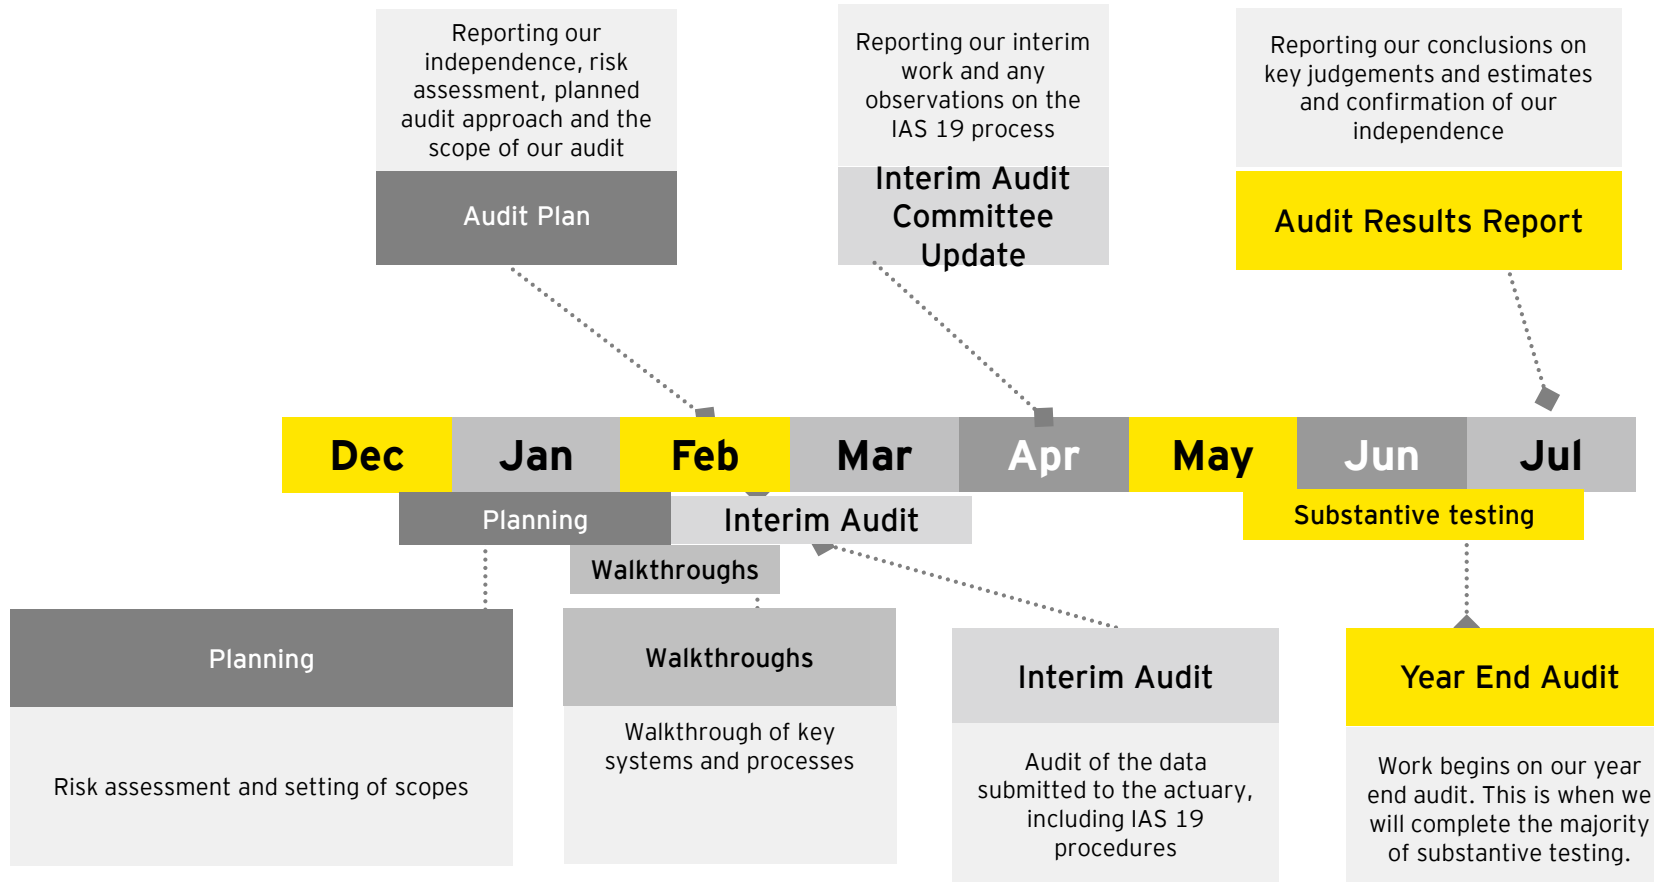 Reporting our
independence, risk
assessment, planned
audit approach and the
scope of our audit
Audit Plan
Reporting our interim
work and any
observations on the
IAS 19 process
Interim Audit
Committee
Update
Reporting our conclusions on
key judgements and estimates
and confirmation of our
independence
Audit Results Report
Dec
Jan
Feb
Mar
Apr
May
Jun
Jul
Planning
Interim Audit
Substantive testing
Walkthroughs
Planning
Risk assessment and setting of scopes
Walkthroughs
Walkthrough of key
systems and processes
Interim Audit
Audit of the data
submitted to the actuary,
including IAS 19
procedures
Year End Audit
Work begins on our year
end audit. This is when we
will complete the majority
of substantive testing.